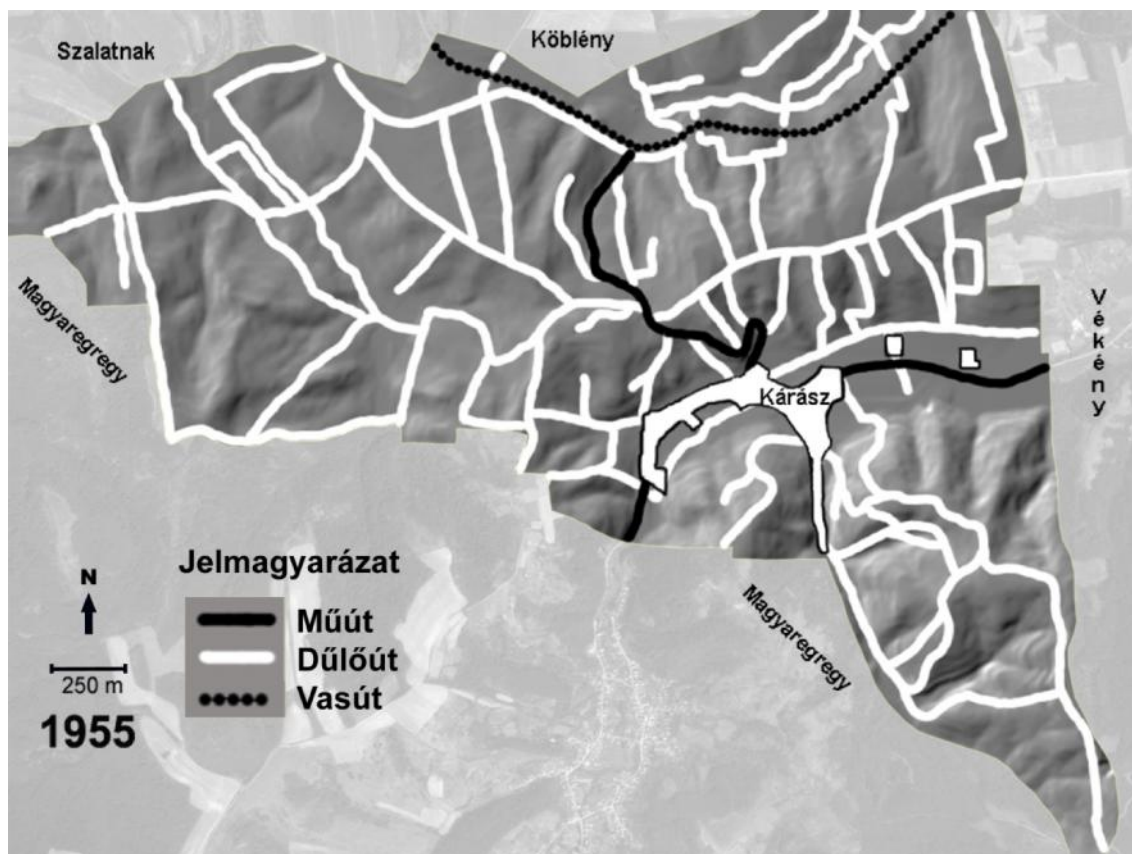 Szalatnak
Köblény
Magyaregregy
Vékény
Kárász
Magyaregregy
Jelmagyarázat
N
Műút
Dűlőút
Vasút
250 m
1955